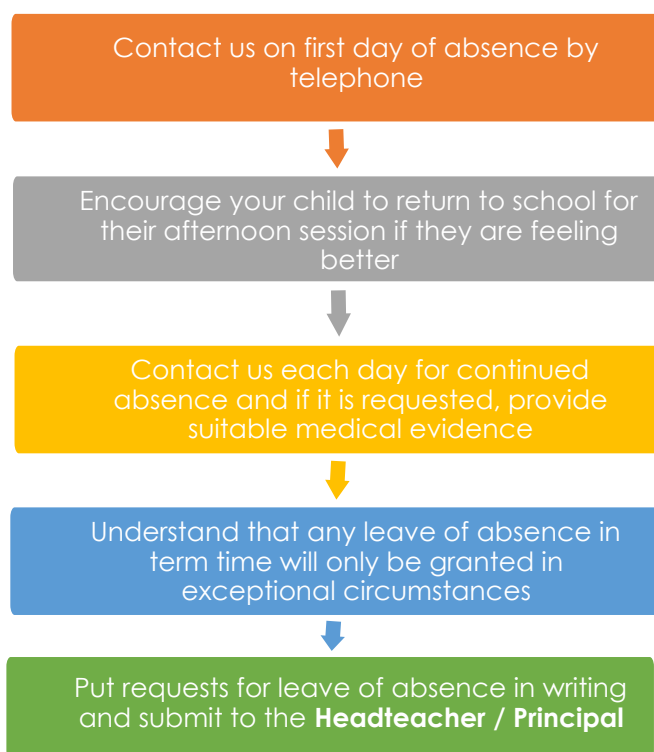 Contact us on first day of absence by
telephone
Encourage your child to return to school for
their afternoon session if they are feeling
better
Contact us each day for continued
absence and if it is requested, provide
suitable medical evidence
Understand that any leave of absence in
term time will only be granted in
exceptional circumstances
Put requests for leave of absence in writing
and submit to the Headteacher / Principal